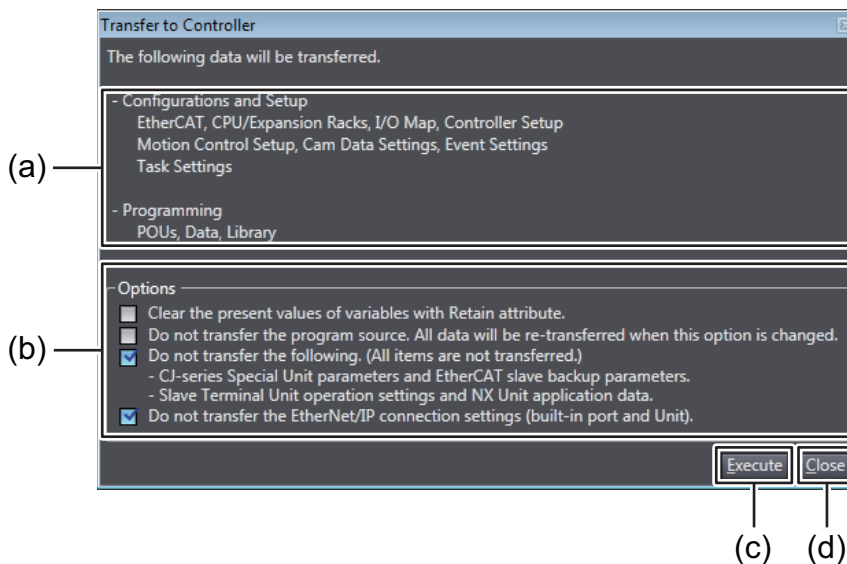 Transfer to Controller
The following data will be transferred.
- Configurations and Setup
EtherCAT, CPU/Expansion Racks, I/O Map, Controller Setup
Motion Control Setup, Cam Data Settings, Event Settings
Task Settings
(a)
- Programming
POUs, Data, Library
Options
Clear the present values of variables with Retain attribute.
Do not transfer the program source. All data will be re-transferred when this option is changed.
(b)
Do not transfer the following. (All items are not transferred.)
- CJ-series Special Unit parameters and EtherCAT slave backup parameters.
- Slave Terminal Unit operation settings and NX Unit application data.
Do not transfer the EtherNet/IP connection settings (built-in port and Unit).
Execute Close
(c) (d)